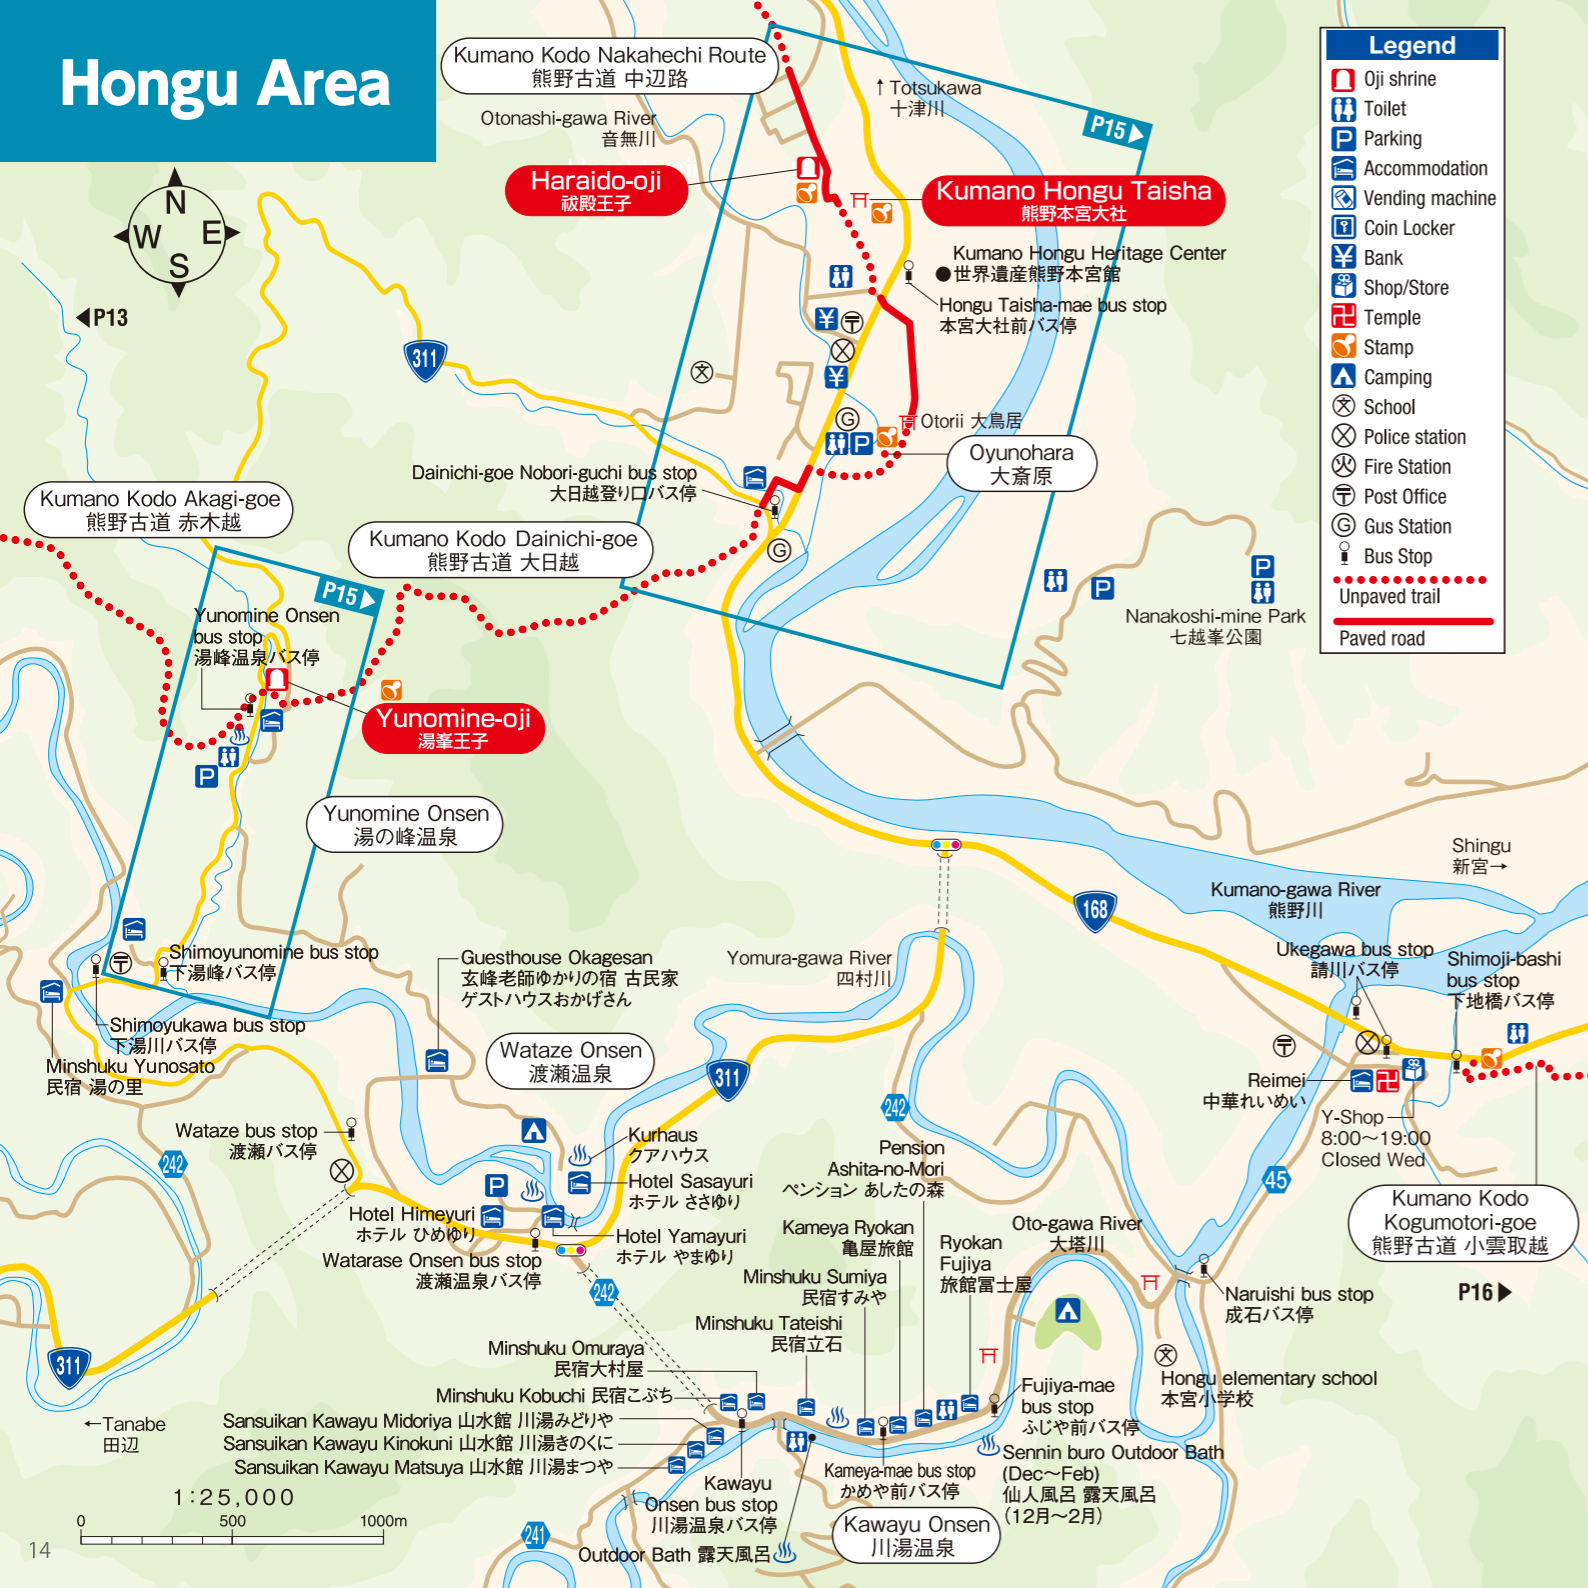 Hongu Area
Kumano Kodo Nakahechi Route
熊野古道 中辺路
Otonashi-gawa River
音無川
↑Totsukawa
十津川
P15▶
Haraido-oji
祓殿王子
Kumano Hongu Taisha
熊野本宮大社
Kumano Hongu Heritage Center
●世界遺産熊野本宮館
Hongu Taisha-mae bus stop
本宮大社前バス停
N
W
E
S
◀P13
311
Otorii 大鳥居
Oyunohara
大斎原
Dainichi-goe Nobori-guchi bus stop
大日越登り口バス停
Kumano Kodo Akagi-goe
熊野古道 赤木越
Kumano Kodo Dainichi-goe
熊野古道 大日越
P15▶
Yunomine Onsen
bus stop
湯峰温泉バス停
Yunomine-oji
湯峯王子
Yunomine Onsen
湯の峰温泉
Nanakoshi-mine Park
七越峯公園
Legend
Oji shrine
Toilet
P Parking
Accommodation
Vending machine
Coin Locker
¥ Bank
Shop/Store
卍 Temple
Stamp
Camping
文 School
Police station
火 Fire Station
〒 Post Office
G Gus Station
Bus Stop
Unpaved trail
Paved road
Shingu
新宮→
168
Kumano-gawa River
熊野川
Ukegawa bus stop
請川バス停
Shimoji-bashi
bus stop
下地橋バス停
Shimoyunomine bus stop
下湯峰バス停
Guesthouse Okagesan
玄峰老師ゆかりの宿 古民家
ゲストハウスおかげさん
Yomura-gawa River
四村川
Shimoyukawa bus stop
下湯川バス停
Minshuku Yunosato
民宿 湯の里
Wataze Onsen
渡瀬温泉
311
242
Reimei
中華れいめい
Y-Shop
8:00～19:00
Closed Wed
Kumano Kodo
Kogumotori-goe
熊野古道 小雲取越
P16▶
45
Wataze bus stop
渡瀬バス停
242
Kurhaus
クアハウス
Hotel Sasayuri
ホテル ささゆり
Hotel Himeyuri
ホテル ひめゆり
Hotel Yamayuri
ホテル やまゆり
Watarase Onsen bus stop
渡瀬温泉バス停
242
Pension
Ashita-no-Mori
ペンション あしたの森
Kameya Ryokan
亀屋旅館
Ryokan
Fujiya
旅館冨士屋
Oto-gawa River
大塔川
Minshuku Sumiya
民宿すみや
Minshuku Tateishi
民宿立石
Minshuku Omuraya
民宿大村屋
Minshuku Kobuchi 民宿こぶち
Sansuikan Kawayu Midoriya 山水館 川湯みどりや
Sansuikan Kawayu Kinokuni 山水館 川湯きのくに
Sansuikan Kawayu Matsuya 山水館 川湯まつや
Naruishi bus stop
成石バス停
Hongu elementary school
本宮小学校
Fujiya-mae
bus stop
ふじや前バス停
Sennin buro Outdoor Bath
(Dec～Feb)
仙人風呂 露天風呂
（12月～2月）
Kameya-mae bus stop
かめや前バス停
Kawayu
Onsen bus stop
川湯温泉バス停
Kawayu Onsen
川湯温泉
Outdoor Bath 露天風呂
241
311
←Tanabe
田辺
1:25,000
0 500 1000m
14